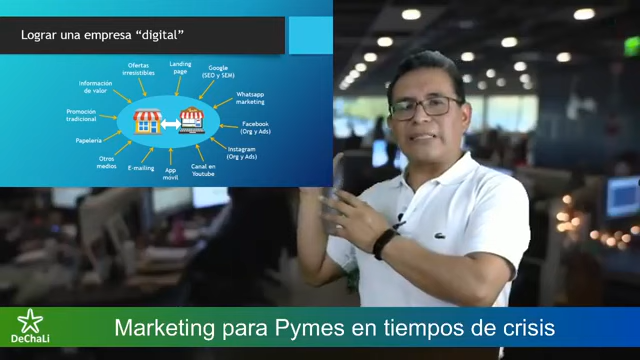 Lograr una empresa “digital”
Ofertas
irresistibles
Landing
page
Google
(SEO y SEM)
Información
de valor
Whatsapp
marketing
Promoción
tradicional
Facebook
(Org y Ads)
Papelería
Instagram
(Org y Ads)
Otros
medios
E-mailing
App
móvil
Canal en
Youtube
DeChaLi
Marketing para Pymes en tiempos de crisis